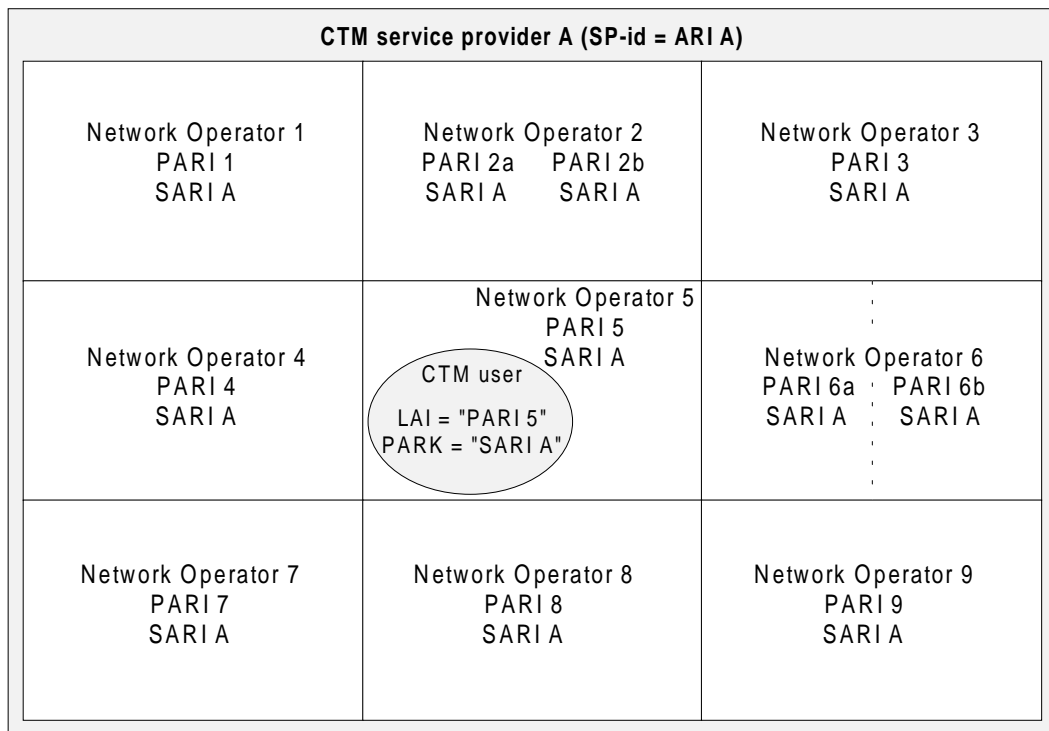 CTM service provider A (SP-id = ARI A)
Network Operator 1
PARI 1
SARI A
Network Operator 2
PARI 2a PARI 2b
SARI A SARI A
Network Operator 3
PARI 3
SARI A
Network Operator 4
PARI 4
SARI A
Network Operator 5
PARI 5
SARI A
CTM user
LAI = "PARI 5"
PARK = "SARI A"
Network Operator 6
PARI 6a PARI 6b
SARI A SARI A
Network Operator 7
PARI 7
SARI A
Network Operator 8
PARI 8
SARI A
Network Operator 9
PARI 9
SARI A